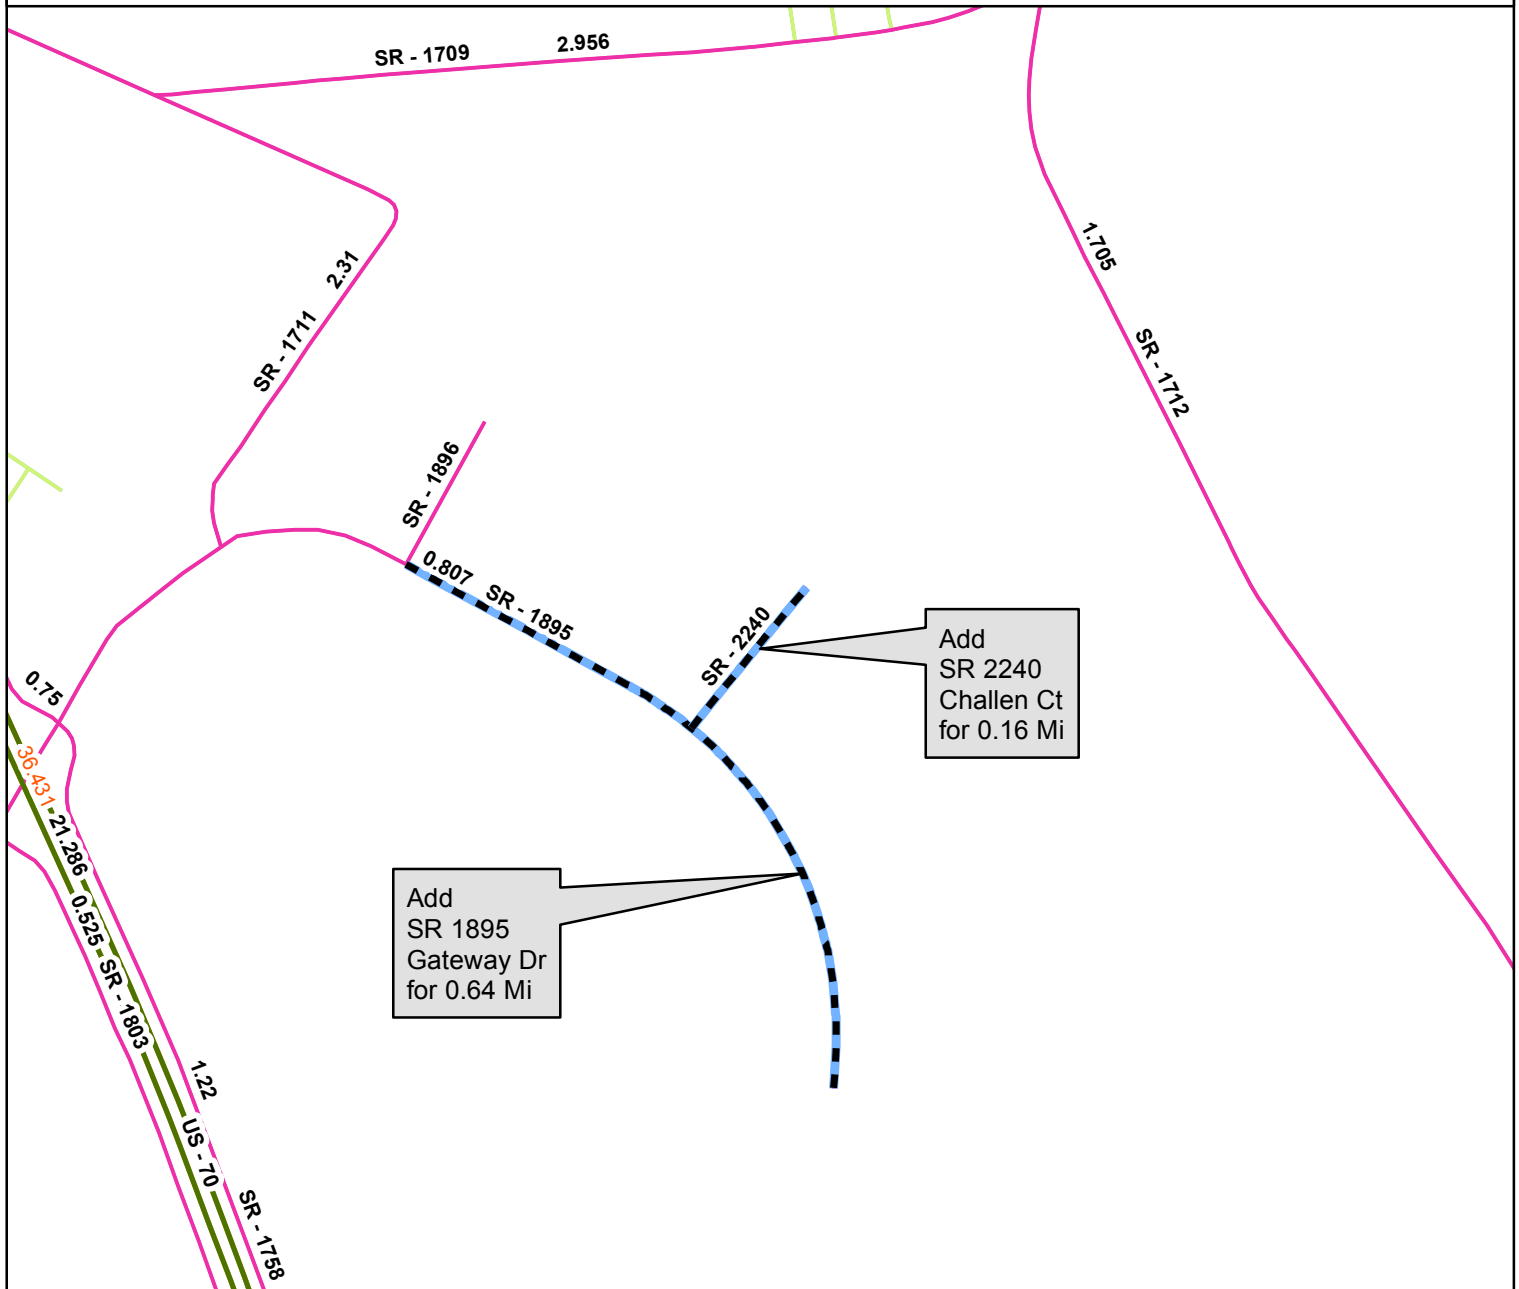 SR - 1709
2.956
2.31
SR - 1711
1.705
SR - 1712
SR - 1896
0.807
SR - 1895
SR - 2240
Add
SR 2240
Challen Ct
for 0.16 Mi
0.75
36.431
21.286
0.525
SR - 1803
Add
SR 1895
Gateway Dr
for 0.64 Mi
1.22
US - 70
SR - 1758